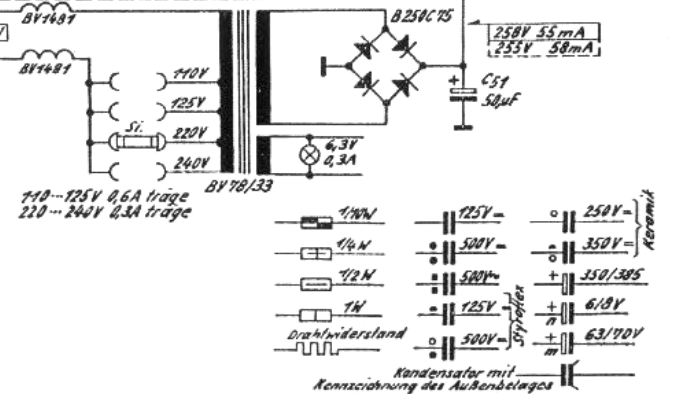 BV1481
B250C75
258V 55mA
255V 58mA
BV1481
110V
125V
Si.
220V
240V
+ C51
50µF
6,3V
0,3A
BV78/33
110---125V 0,6A träge
220---240V 0,3A träge
1/10W
125V=
250V=
1/4W
500V=
350V=
Keramik
1/2W
500V~
350/385
1W
125V=
Styroflex
n 6/8V
Drahtwiderstand
500V=
m 63/70V
Kondensator mit
Kennzeichnung des Außenbelages